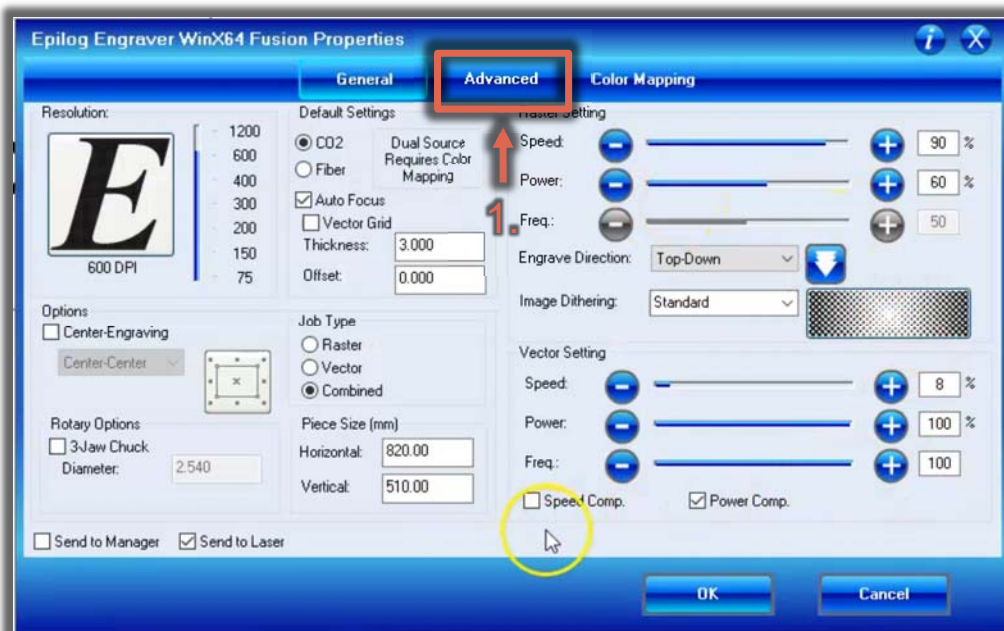 Epilog Engraver WinX64 Fusion Properties
i X
General Advanced Color Mapping
Resolution:
E
600 DPI
1200
600
400
300
200
150
75
Default Settings
CO2
Fiber
Dual Source
Requires Color
Mapping
Auto Focus
Vector Grid
Thickness: 3.000
Offset: 0.000
1.
Raster Setting
Speed: 90 %
Power: 60 %
Freq.: 50
Engrave Direction: Top-Down
Image Dithering: Standard
Options
Center-Engraving
Center-Center
Rotary Options
3-Jaw Chuck
Diameter: 2.540
Job Type
Raster
Vector
Combined
Piece Size (mm)
Horizontal: 820.00
Vertical: 510.00
Vector Setting
Speed: 8 %
Power: 100 %
Freq.: 100
Speed Comp. Power Comp.
Send to Manager Send to Laser
OK Cancel